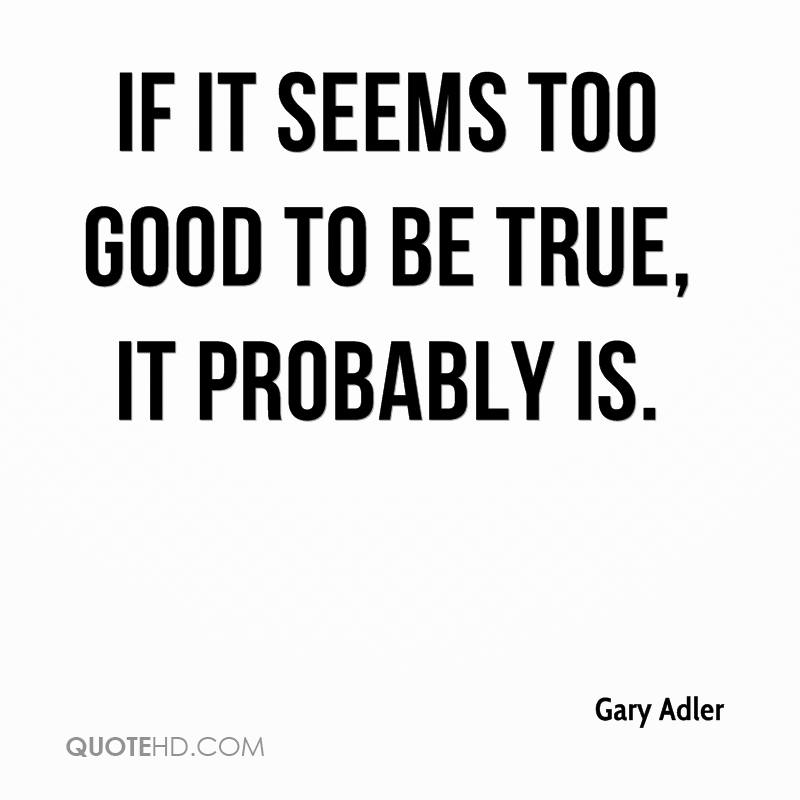 IF IT SEEMS TOO
GOOD TO BE TRUE,
IT PROBABLY IS.
Gary Adler
QUOTEHD.COM